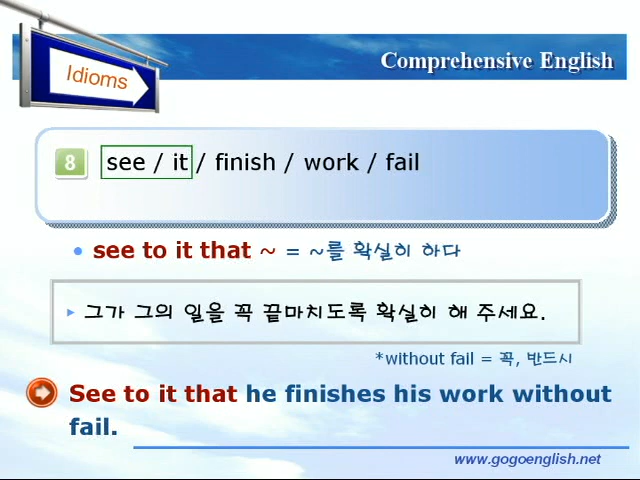 Idioms
Comprehensive English
8 see / it / finish / work / fail
• see to it that ~ = ~를 확실히 하다
▸ 그가 그의 일을 꼭 끝마치도록 확실히 해 주세요.
*without fail = 꼭, 반드시
See to it that he finishes his work without
fail.
www.gogoenglish.net